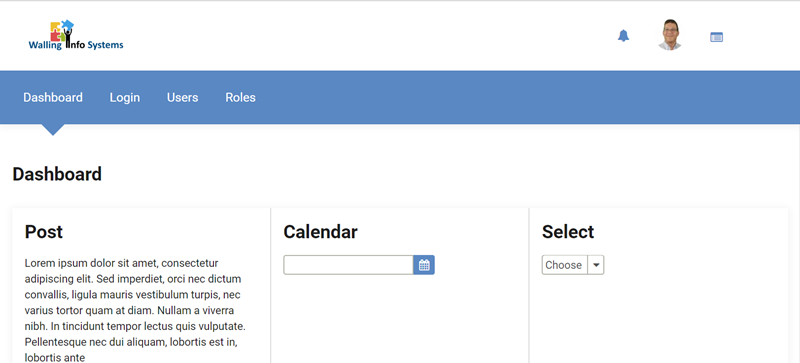 Walling Info Systems
Dashboard Login Users Roles
Dashboard
Post
Lorem ipsum dolor sit amet, consectetur
adipiscing elit. Sed imperdiet, orci nec dictum
convallis, ligula mauris vestibulum turpis, nec
varius tortor quam at diam. Nullam a viverra
nibh. In tincidunt tempor lectus quis vulputate.
Pellentesque nec dui aliquam, lobortis est in,
lobortis ante
Calendar
Select
Choose